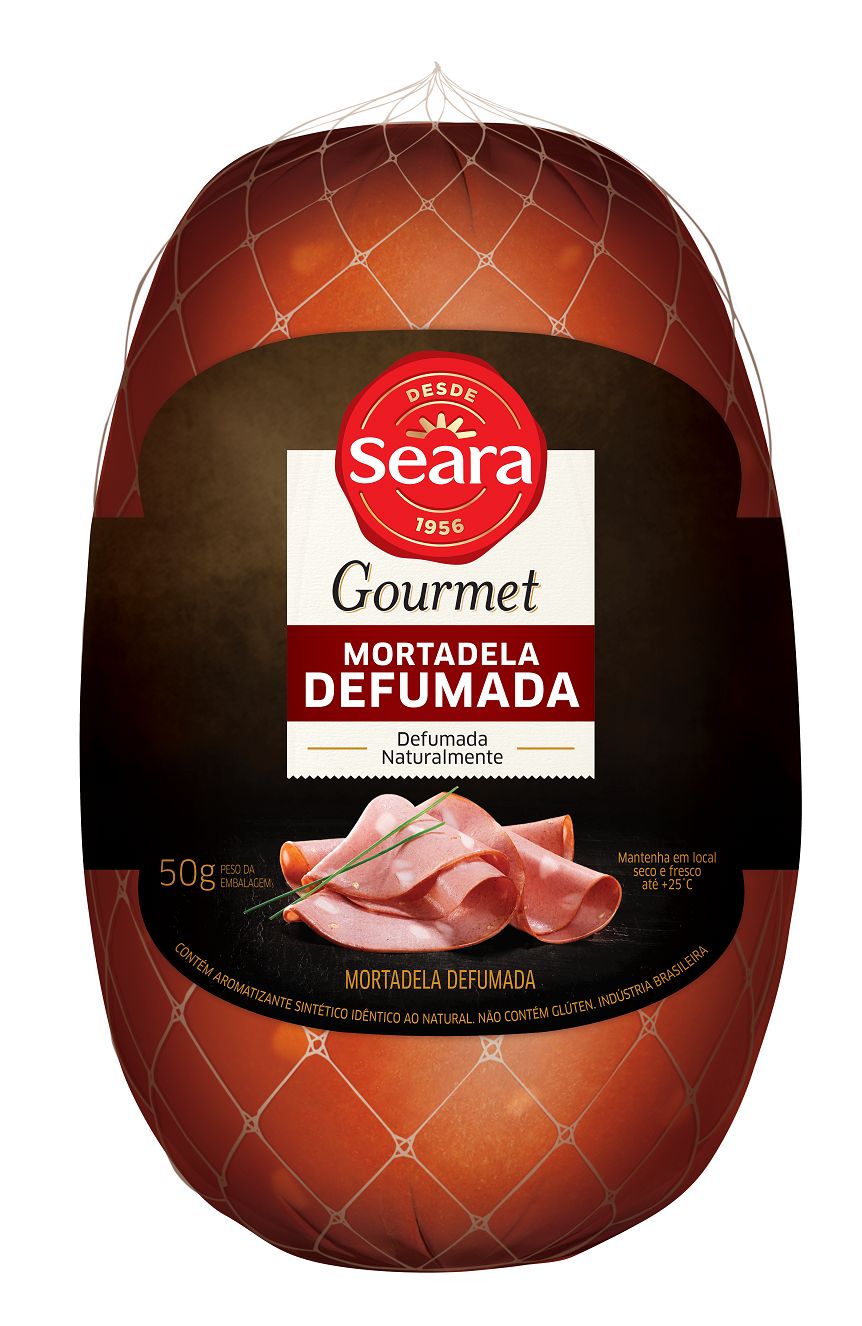 DESDE
Seara
1956
Gourmet
MORTADELA
DEFUMADA
Defumada
Naturalmente
50g PESO DA
EMBALAGEM
Mantenha em local
seco e fresco
até +25°C
MORTADELA DEFUMADA
CONTÉM AROMATIZANTE SINTÉTICO IDÊNTICO AO NATURAL. NÃO CONTÉM GLÚTEN. INDÚSTRIA BRASILEIRA